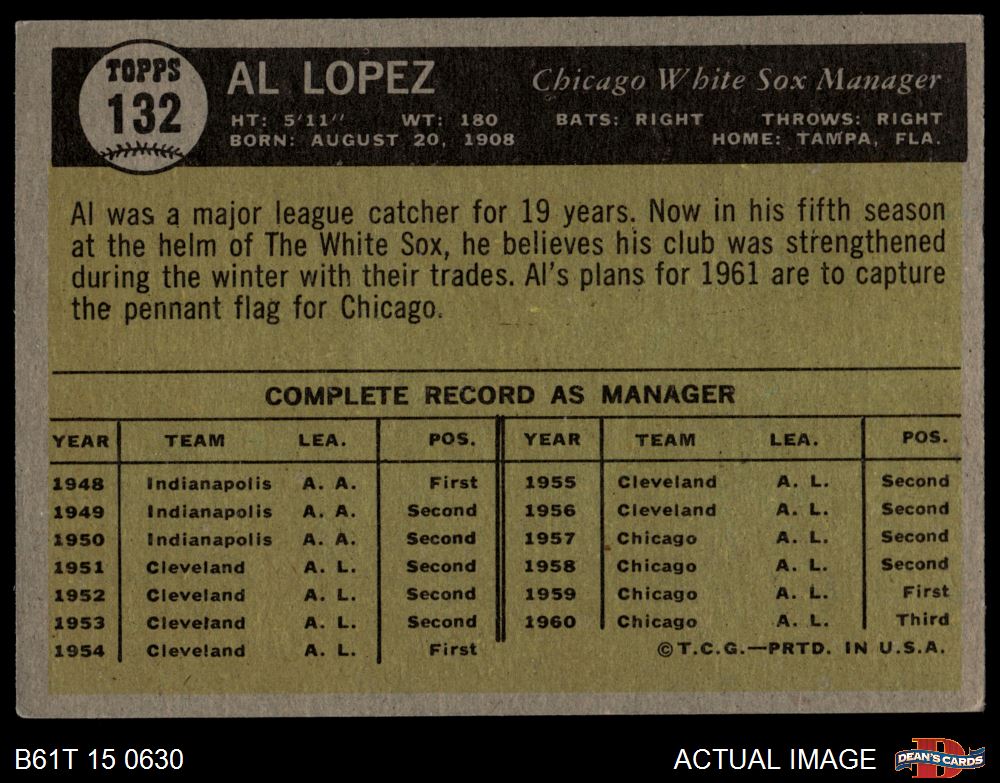 TOPPS
132
AL LOPEZ
Chicago White Sox Manager
HT: 5'11" WT: 180 BATS: RIGHT THROWS: RIGHT
BORN: AUGUST 20, 1908 HOME: TAMPA, FLA.
Al was a major league catcher for 19 years. Now in his fifth season
at the helm of The White Sox, he believes his club was strengthened
during the winter with their trades. Al's plans for 1961 are to capture
the pennant flag for Chicago.
COMPLETE RECORD AS MANAGER
YEAR TEAM LEA. POS. YEAR TEAM LEA. POS.
1948 Indianapolis A. A. First 1955 Cleveland A. L. Second
1949 Indianapolis A. A. Second 1956 Cleveland A. L. Second
1950 Indianapolis A. A. Second 1957 Chicago A. L. Second
1951 Cleveland A. L. Second 1958 Chicago A. L. Second
1952 Cleveland A. L. Second 1959 Chicago A. L. First
1953 Cleveland A. L. Second 1960 Chicago A. L. Third
1954 Cleveland A. L. First ©T.C.G.—PRTD. IN U.S.A.
B61T 15 0630 ACTUAL IMAGE
D
DEAN'S CARDS